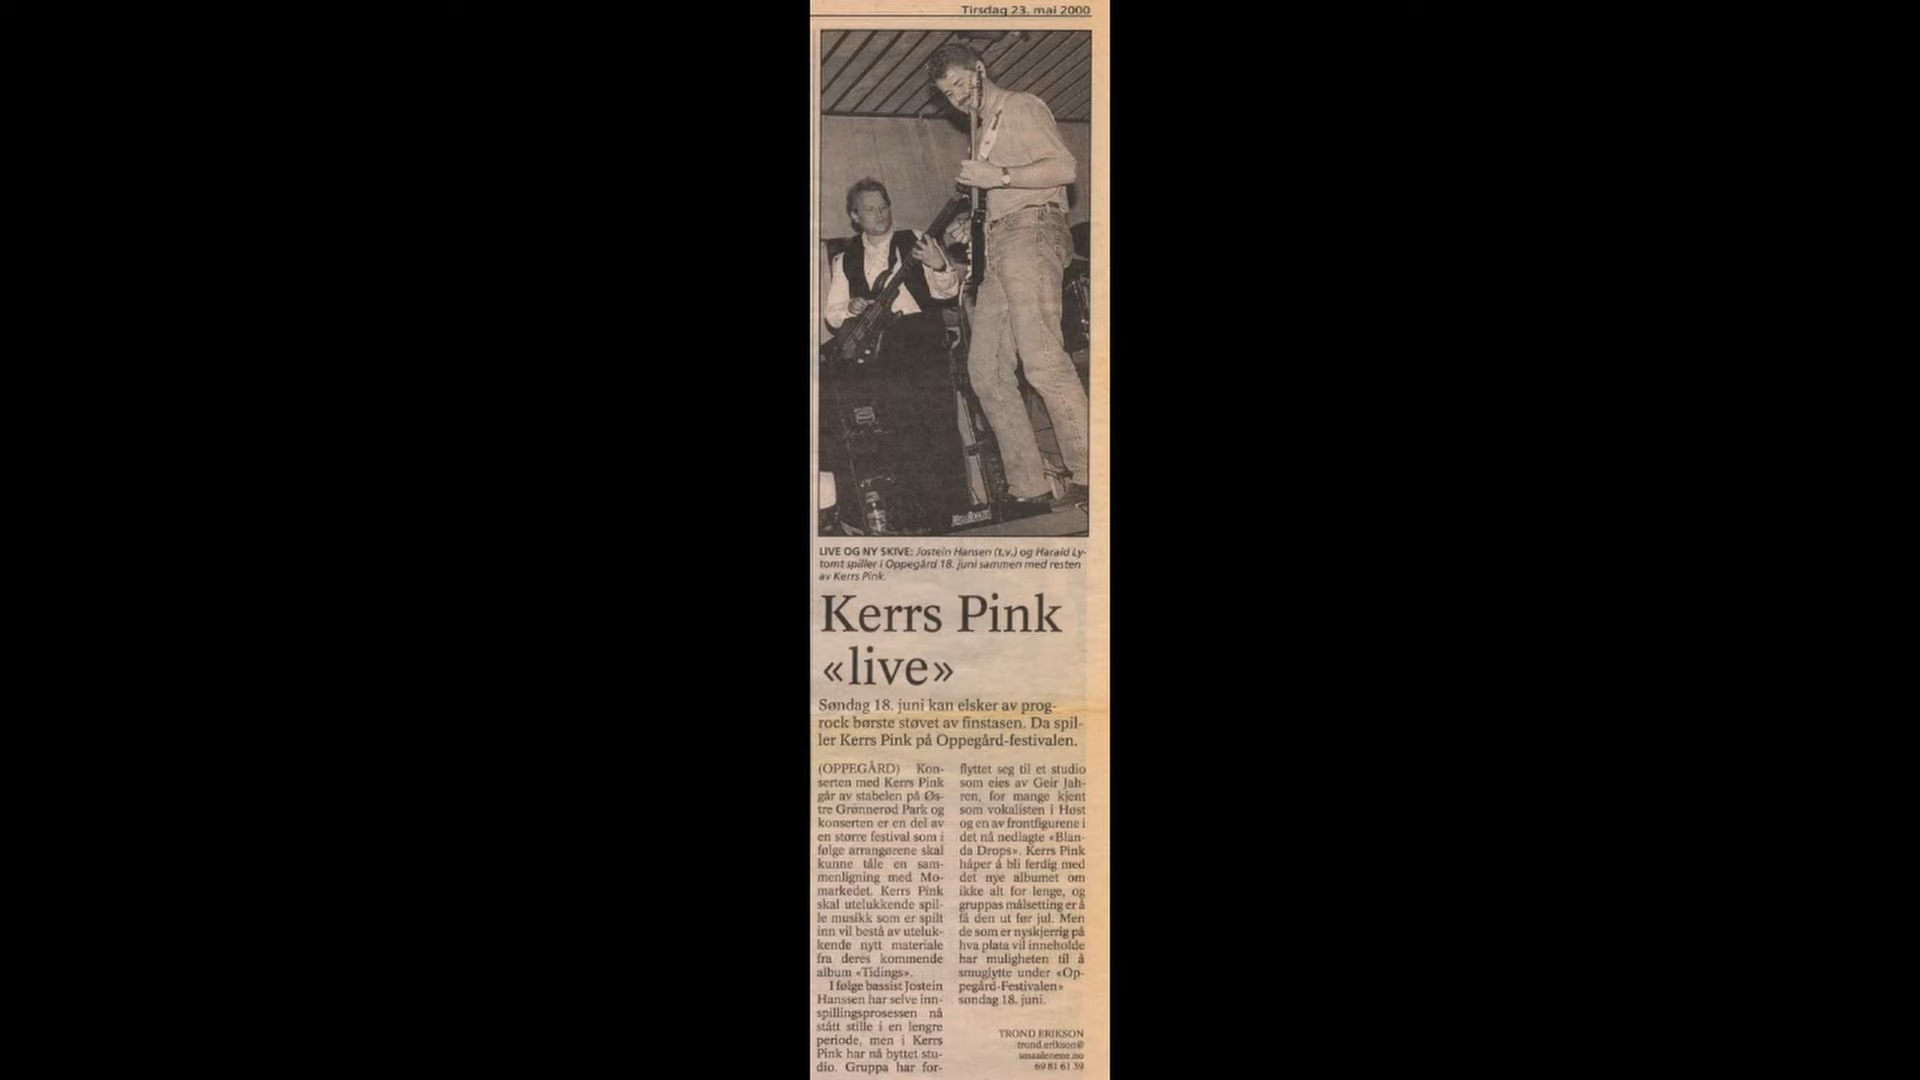 Tirsdag 23. mai 2000
LIVE OG NY SKIVE: Jostein Hansen (t.v.) og Harald Ly-
tomt spiller i Oppegård 18. juni sammen med resten
av Kerrs Pink.
Kerrs Pink
«live»
Søndag 18. juni kan elsker av prog-
rock børste støvet av finstasen. Da spil-
ler Kerrs Pink på Oppegård-festivalen.
(OPPEGÅRD) Kon-
serten med Kerrs Pink
går av stabelen på Øs-
tre Grønnerød Park og
konserten er en del av
en større festival som i
følge arrangørene skal
kunne tåle en sam-
menligning med Mo-
markedet. Kerrs Pink
skal utelukkende spil-
le musikk som er spilt
inn vil bestå av uteluk-
kende nytt materiale
fra deres kommende
album «Tidings».
I følge bassist Jostein
Hanssen har selve inn-
spillingsprosessen nå
stått stille i en lengre
periode, men i Kerrs
Pink har nå byttet stu-
dio. Gruppa har for-
flyttet seg til et studio
som eies av Geir Jah-
ren, for mange kjent
som vokalisten i Høst
og en av frontfigurene i
det nå nedlagte «Blan-
da Drops». Kerrs Pink
håper å bli ferdig med
det nye albumet om
ikke alt for lenge, og
gruppas målsetting er å
få den ut før jul. Men
de som er nyskjerrig på
hva plata vil inneholde
har muligheten til å
smuglytte under «Op-
pegård-Festivalen»
søndag 18. juni.
TROND ERIKSON
trond.erikson@
smaalenene.no
69 81 61 39